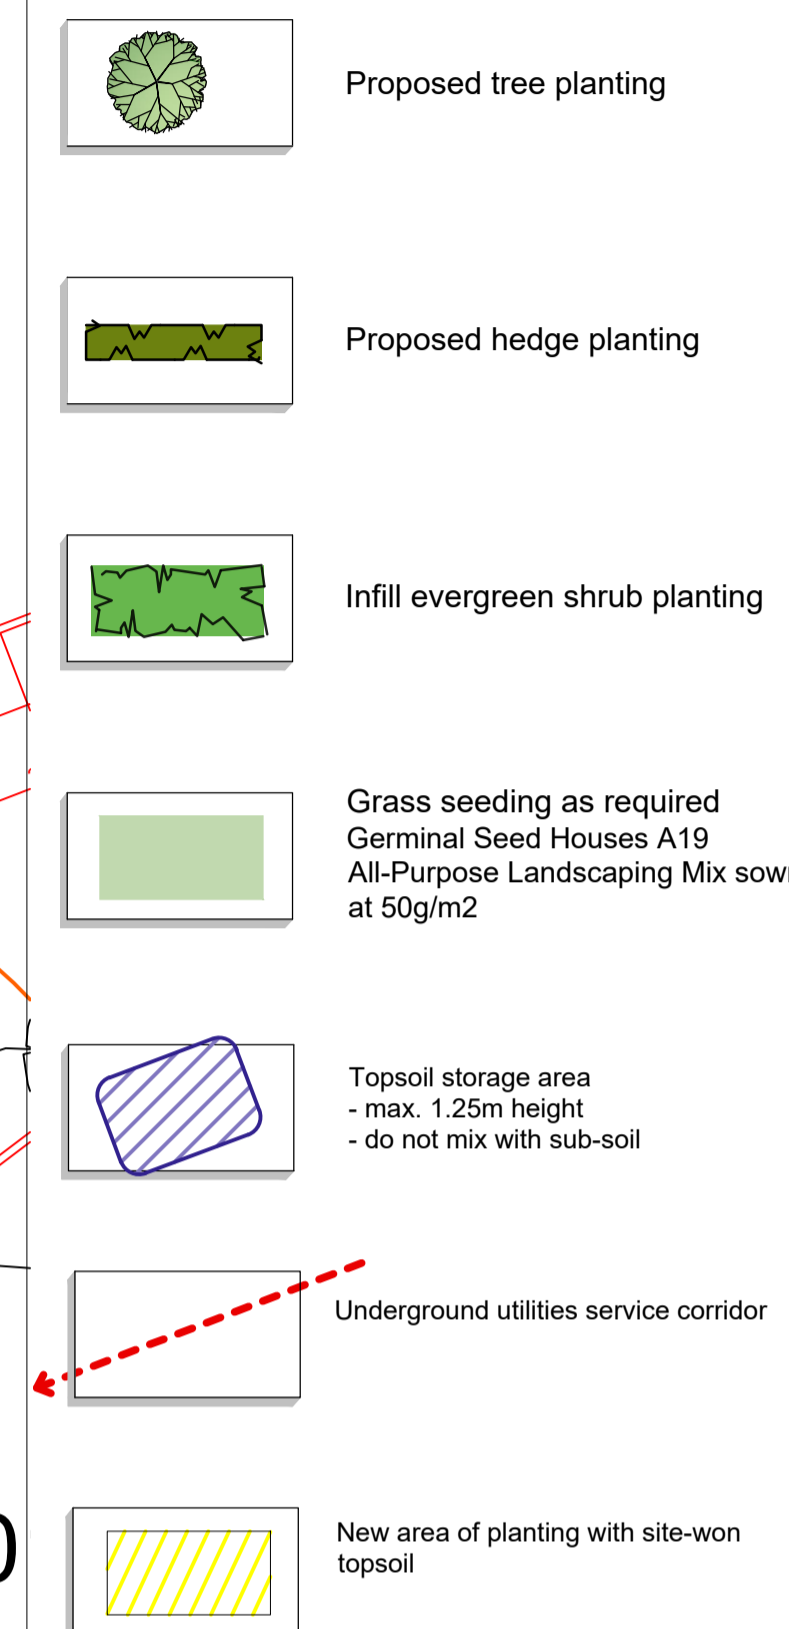 Proposed tree planting
Proposed hedge planting
Infill evergreen shrub planting
Grass seeding as required
Germinal Seed Houses A19
All-Purpose Landscaping Mix
at 50g/m2
Topsoil storage area
- max. 1.25m height
- do not mix with sub-soil
Underground utilities service corridor
New area of planting with site-won
topsoil